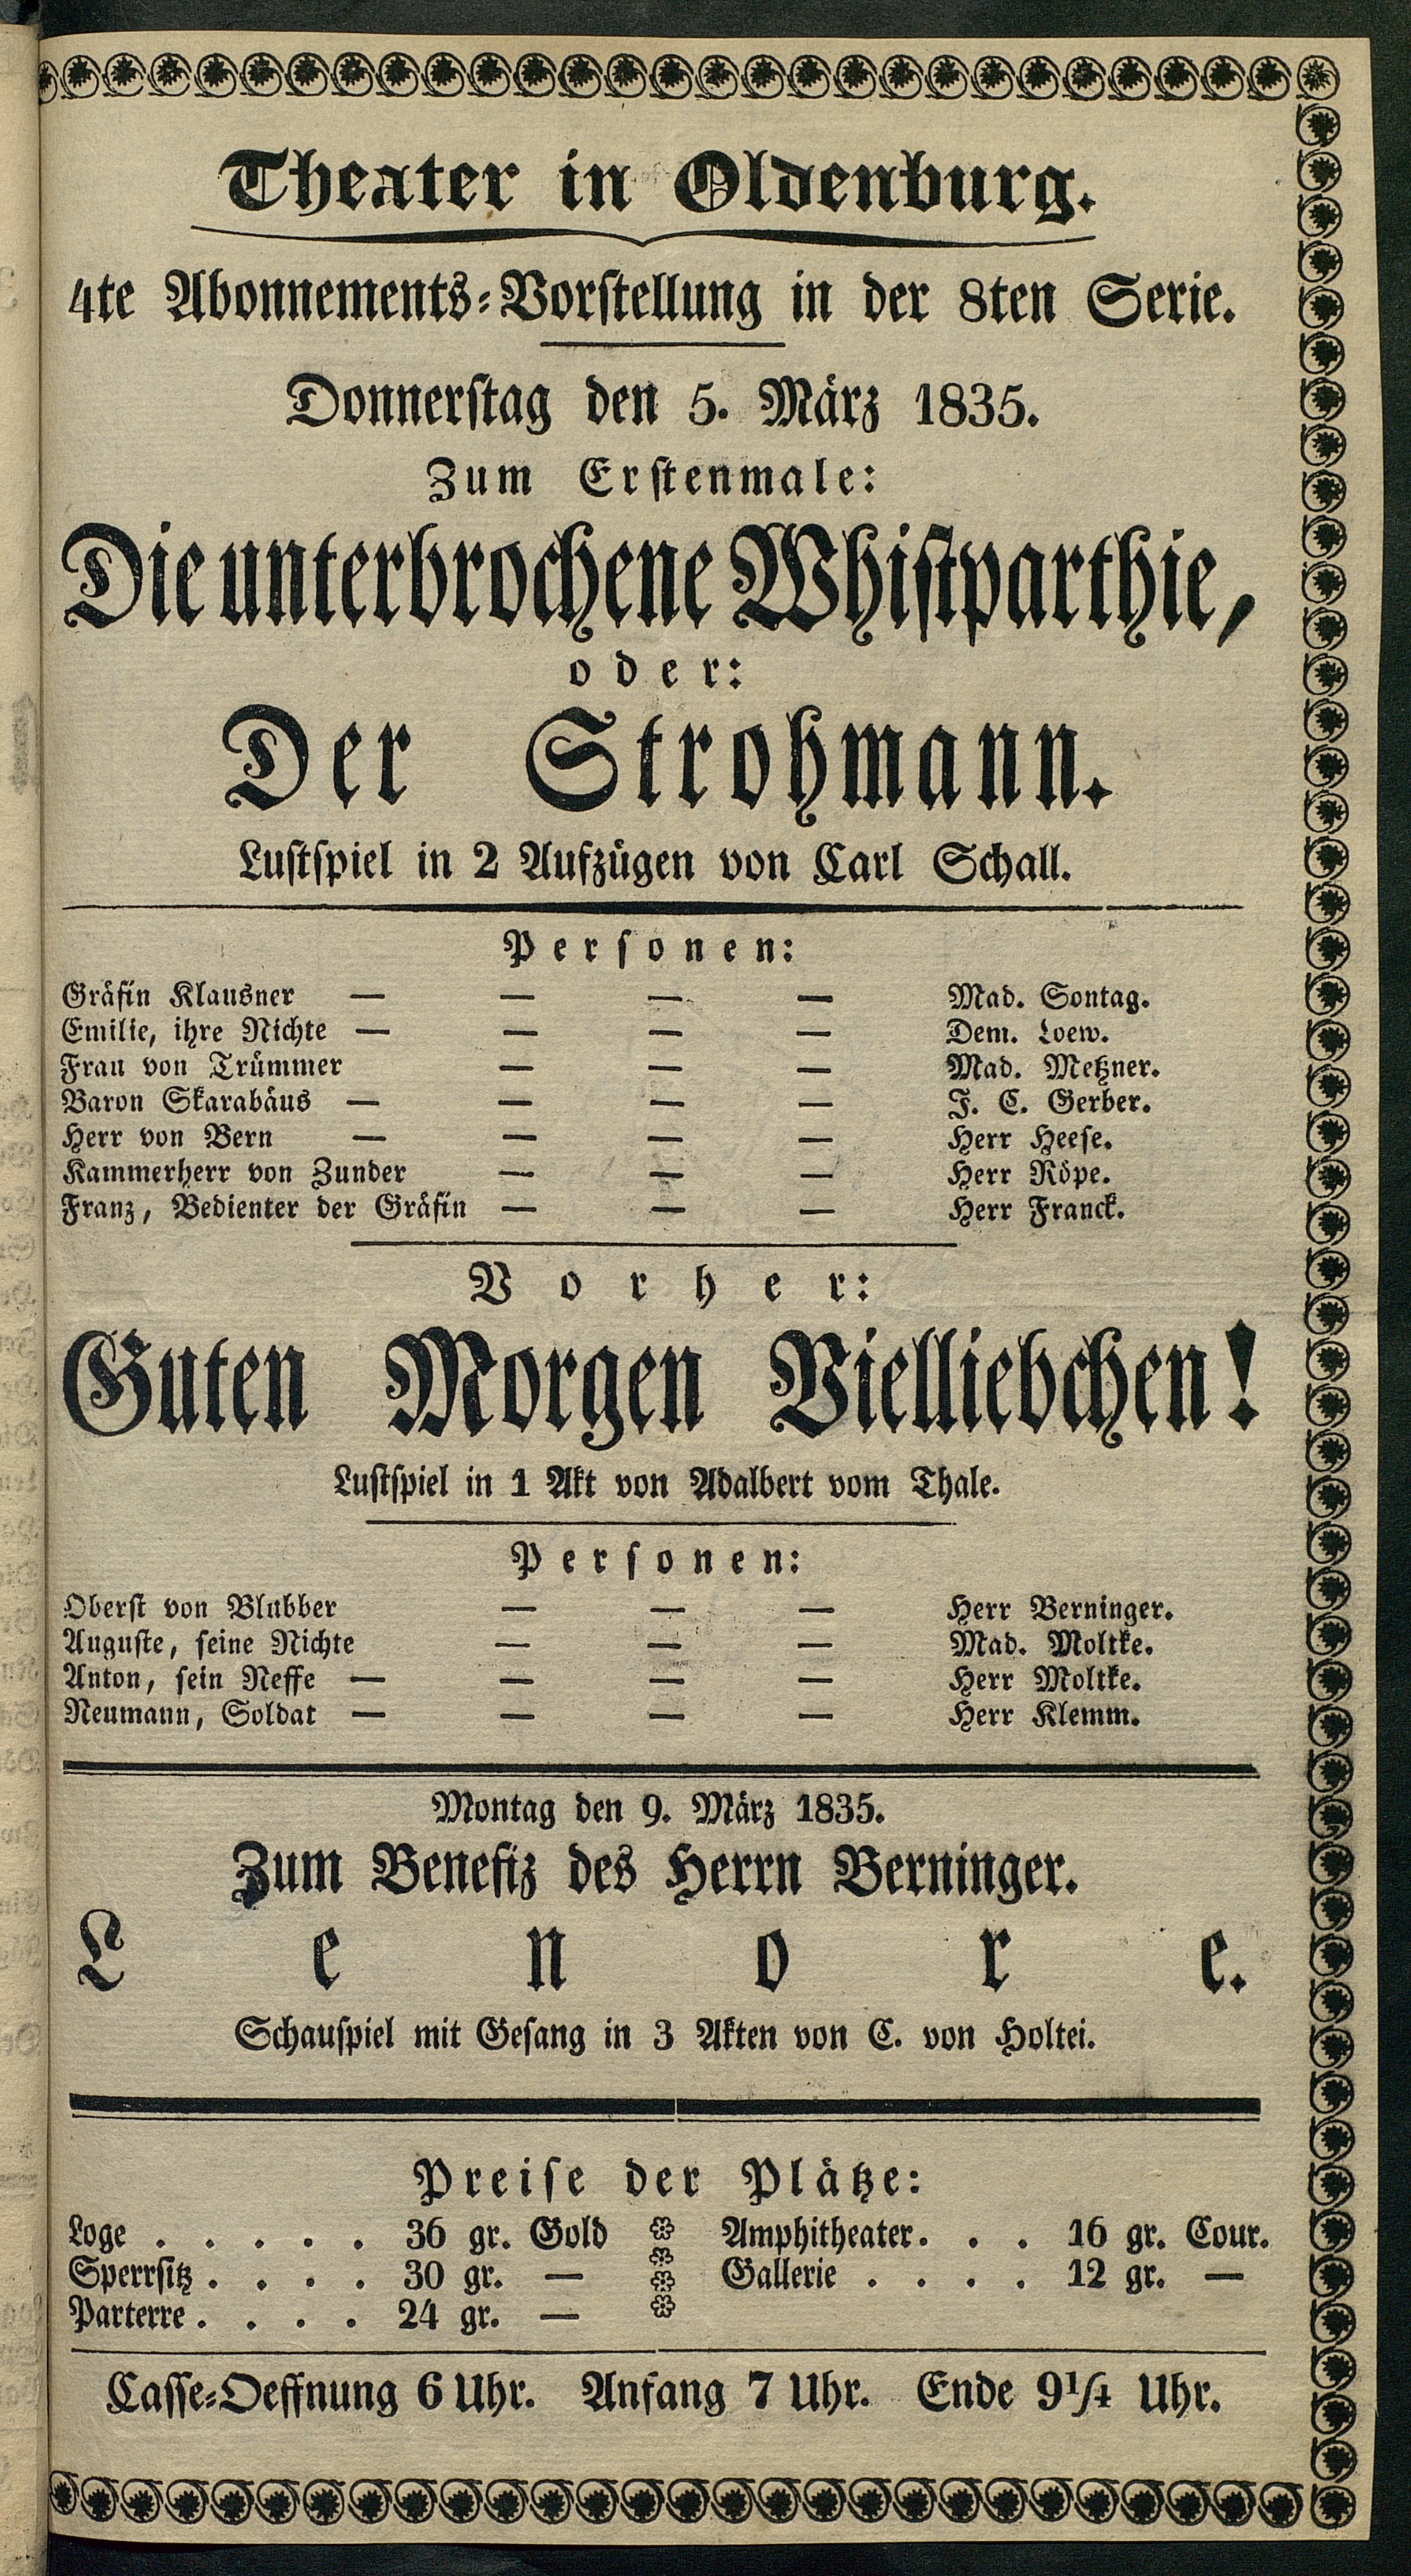 Theater in Oldenburg.
4te Abonnements-Vorstellung in der 8ten Serie.
Donnerstag den 5. März 1835.
Zum Erstenmale:
Die unterbrochene Whistparthie,
oder:
Der Strohmann.
Lustspiel in 2 Aufzügen von Carl Schall.
Personen:
Gräfin Klausner — — — — Mad. Sontag.
Emilie, ihre Nichte — — — — Dem. Loew.
Frau von Trümmer — — — Mad. Metzner.
Baron Skarabäus — — — — J. C. Gerber.
Herr von Bern — — — — Herr Heese.
Kammerherr von Zunder — — — Herr Röpe.
Franz, Bedienter der Gräfin — — — Herr Franck.
Vorher:
Guten Morgen Vielliebchen!
Lustspiel in 1 Akt von Adalbert vom Thale.
Personen:
Oberst von Blubber — — — Herr Berninger.
Auguste, seine Nichte — — — Mad. Moltke.
Anton, sein Neffe — — — — Herr Moltke.
Neumann, Soldat — — — — Herr Klemm.
Montag den 9. März 1835.
Zum Benefiz des Herrn Berninger.
Lenore.
Schauspiel mit Gesang in 3 Akten von C. von Holtei.
Preise der Plätze:
Loge . . . . . 36 gr. Gold
Sperrsitz . . . . 30 gr. —
Parterre . . . . 24 gr. —
Amphitheater . . . 16 gr. Cour.
Gallerie . . . . 12 gr. —
Casse-Oeffnung 6 Uhr. Anfang 7 Uhr. Ende 9 1/4 Uhr.